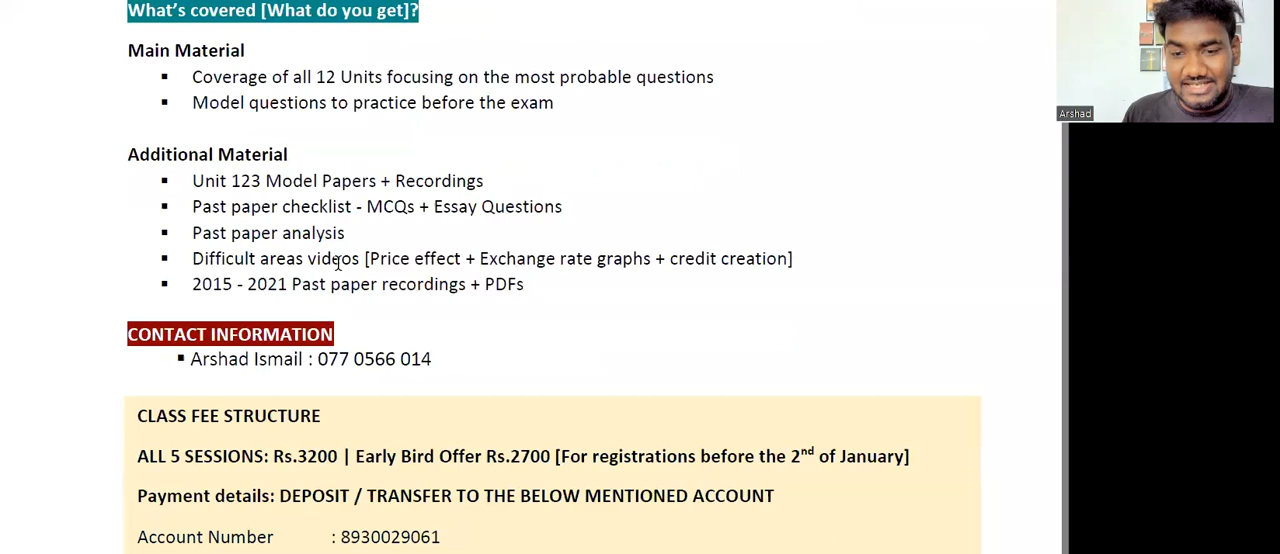 What's covered [What do you get]?
Main Material
▪ Coverage of all 12 Units focusing on the most probable questions
▪ Model questions to practice before the exam
Additional Material
▪ Unit 123 Model Papers + Recordings
▪ Past paper checklist - MCQs + Essay Questions
▪ Past paper analysis
▪ Difficult areas videos [Price effect + Exchange rate graphs + credit creation]
▪ 2015 - 2021 Past paper recordings + PDFs
CONTACT INFORMATION
▪ Arshad Ismail : 077 0566 014
CLASS FEE STRUCTURE
ALL 5 SESSIONS: Rs.3200 | Early Bird Offer Rs.2700 [For registrations before the 2nd of January]
Payment details: DEPOSIT / TRANSFER TO THE BELOW MENTIONED ACCOUNT
Account Number : 8930029061
Arshad